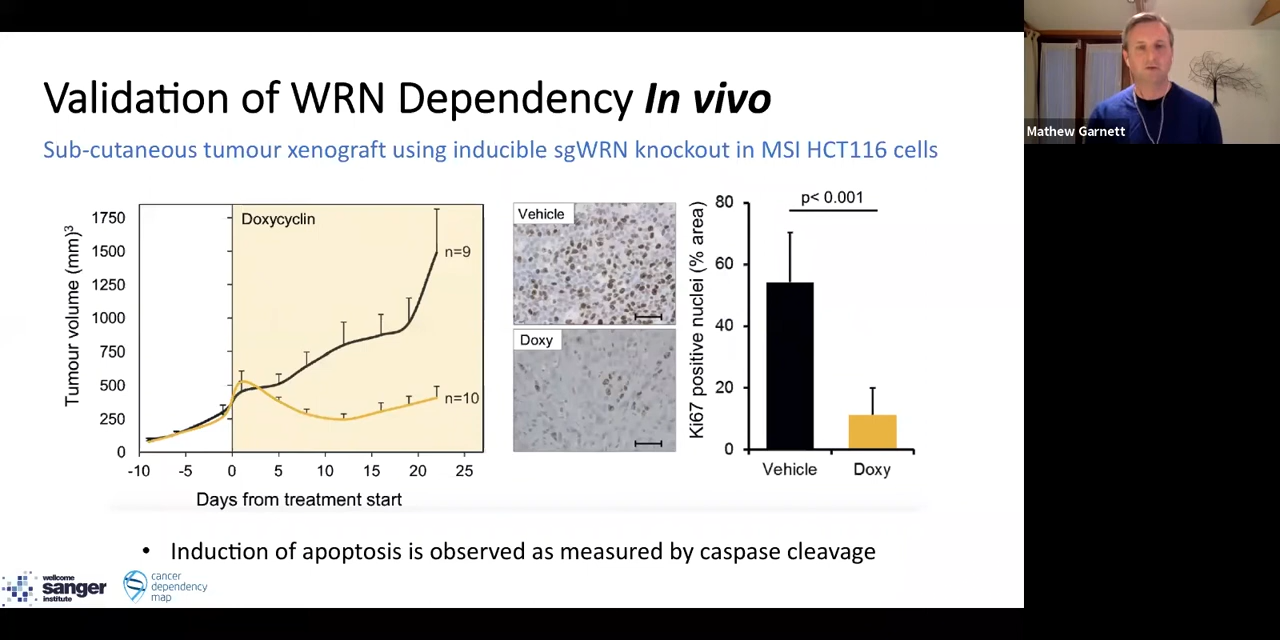 Validation of WRN Dependency In vivo
Sub-cutaneous tumour xenograft using inducible sgWRN knockout in MSI HCT116 cells
Mathew Garnett
Tumour volume (mm)³
1750
1500
1250
1000
750
500
250
0
Doxycyclin
n=9
n=10
-10 -5 0 5 10 15 20 25
Days from treatment start
Vehicle
Doxy
Ki67 positive nuclei (% area)
80
60
40
20
0
p< 0.001
Vehicle Doxy
• Induction of apoptosis is observed as measured by caspase cleavage
wellcome
sanger
institute
cancer
dependency
map